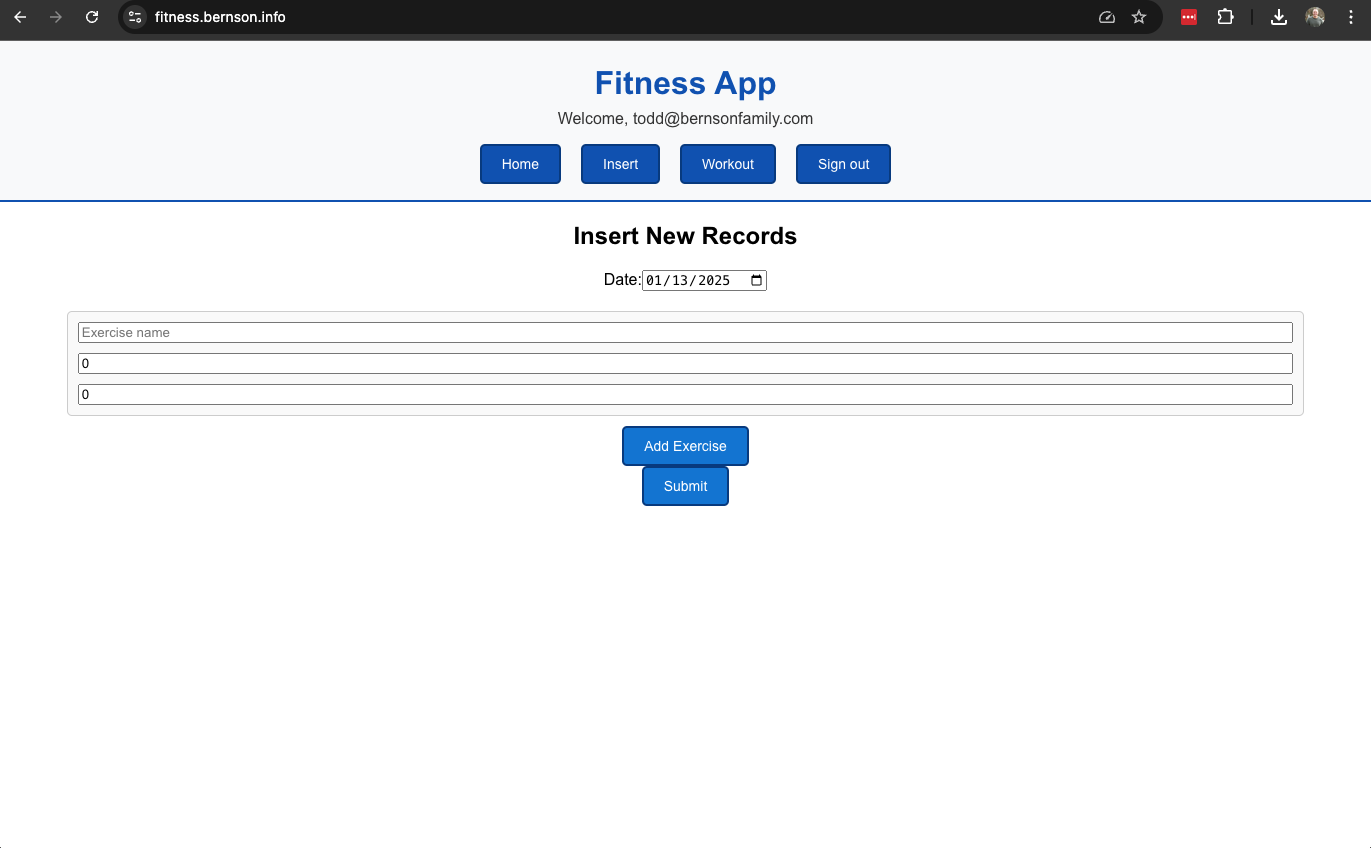 fitness.bernson.info
Fitness App
Welcome, todd@bernsonfamily.com
Home Insert Workout Sign out
Insert New Records
Date: 01/13/2025
Exercise name
0
0
Add Exercise
Submit